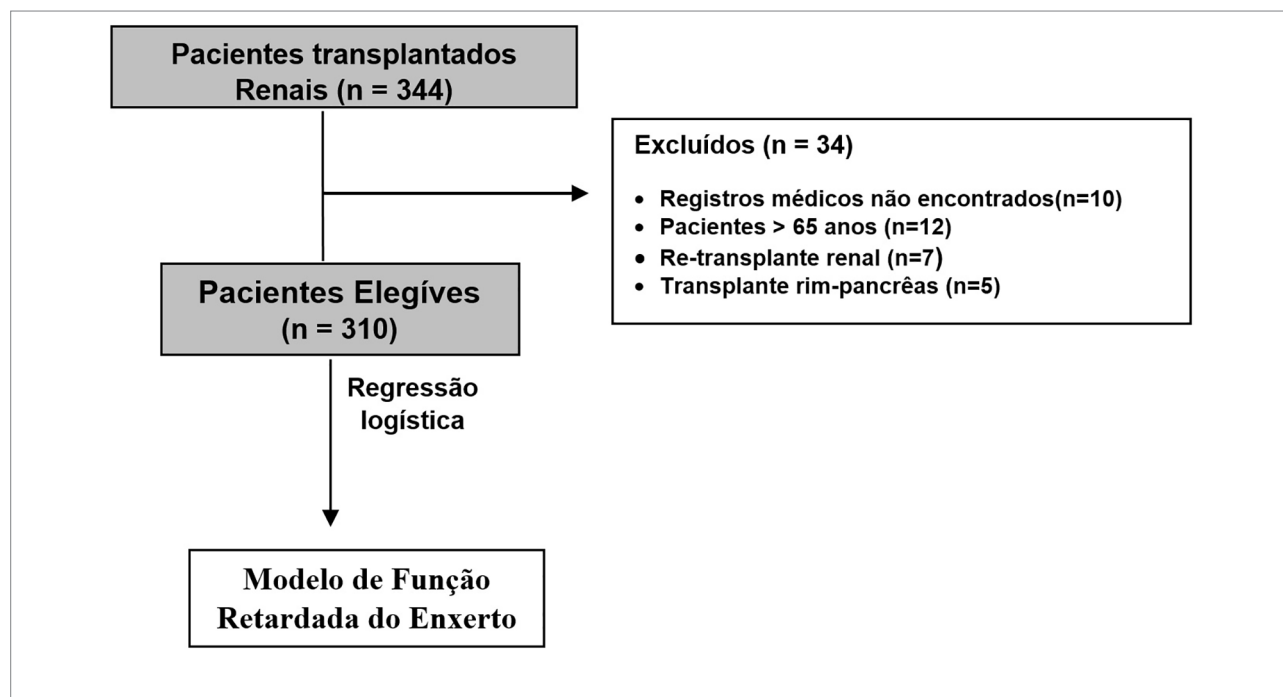 Pacientes transplantados
Renais (n = 344)
Excluídos (n = 34)
• Registros médicos não encontrados(n=10)
• Pacientes > 65 anos (n=12)
• Re-transplante renal (n=7)
• Transplante rim-pancrêas (n=5)
Pacientes Elegíves
(n = 310)
Regressão
logística
Modelo de Função
Retardada do Enxerto